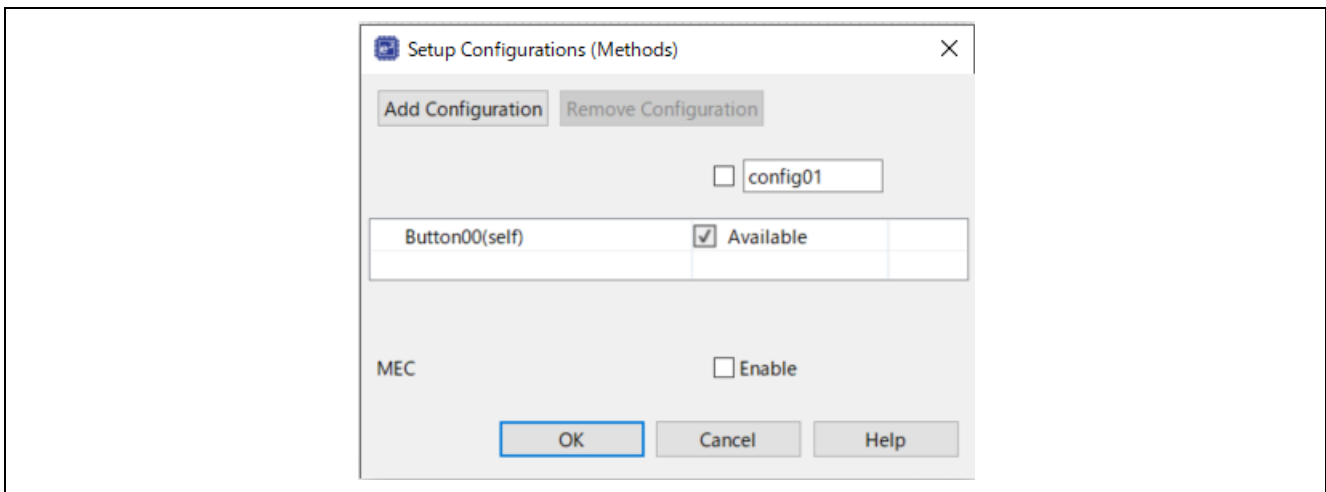 Setup Configurations (Methods)
Add Configuration Remove Configuration
config01
Button00(self) Available
MEC Enable
OK Cancel Help